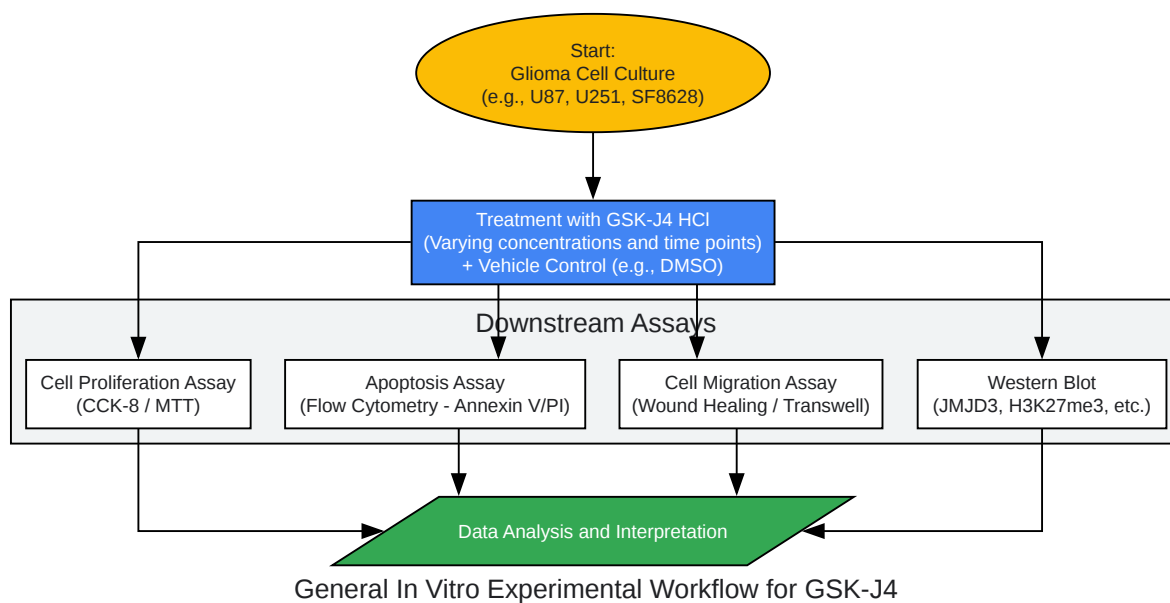 Start:
Glioma Cell Culture
(e.g., U87, U251, SF8628)
Treatment with GSK-J4 HCl
(Varying concentrations and time points)
+ Vehicle Control (e.g., DMSO)
Downstream Assays
Cell Proliferation Assay
(CCK-8 / MTT)
Apoptosis Assay
(Flow Cytometry - Annexin V/PI)
Cell Migration Assay
(Wound Healing / Transwell)
Western Blot
(JMJD3, H3K27me3, etc.)
Data Analysis and Interpretation
General In Vitro Experimental Workflow for GSK-J4